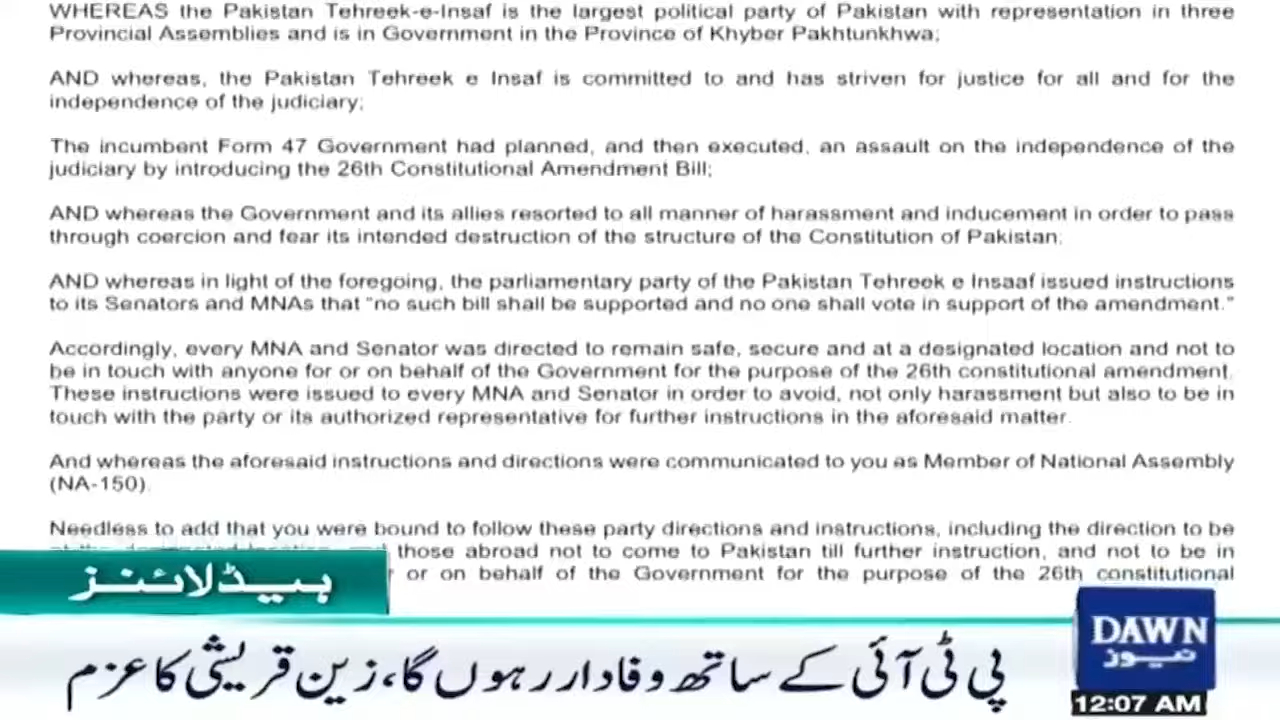 WHEREAS the Pakistan Tehreek-e-Insaf is the largest political party of Pakistan with representation in three
Provincial Assemblies and is in Government in the Province of Khyber Pakhtunkhwa;
AND whereas, the Pakistan Tehreek e Insaf is committed to and has striven for justice for all and for the
independence of the judiciary;
The incumbent Form 47 Government had planned, and then executed, an assault on the independence of the
judiciary by introducing the 26th Constitutional Amendment Bill;
AND whereas the Government and its allies resorted to all manner of harassment and inducement in order to pass
through coercion and fear its intended destruction of the structure of the Constitution of Pakistan;
AND whereas in light of the foregoing, the parliamentary party of the Pakistan Tehreek e Insaaf issued instructions
to its Senators and MNAs that "no such bill shall be supported and no one shall vote in support of the amendment."
Accordingly, every MNA and Senator was directed to remain safe, secure and at a designated location and not to
be in touch with anyone for or on behalf of the Government for the purpose of the 26th constitutional amendment.
These instructions were issued to every MNA and Senator in order to avoid, not only harassment but also to be in
touch with the party or its authorized representative for further instructions in the aforesaid matter.
And whereas the aforesaid instructions and directions were communicated to you as Member of National Assembly
(NA-150).
Needless to add that you were bound to follow these party directions and instructions, including the direction to be
those abroad not to come to Pakistan till further instruction, and not to be in
or on behalf of the Government for the purpose of the 26th constitutional
ہیڈلائنز
پی ٹی آئی کے ساتھ وفادار رہوں گا، زین قریشی کا عزم
DAWN
نیوز
12:07 AM